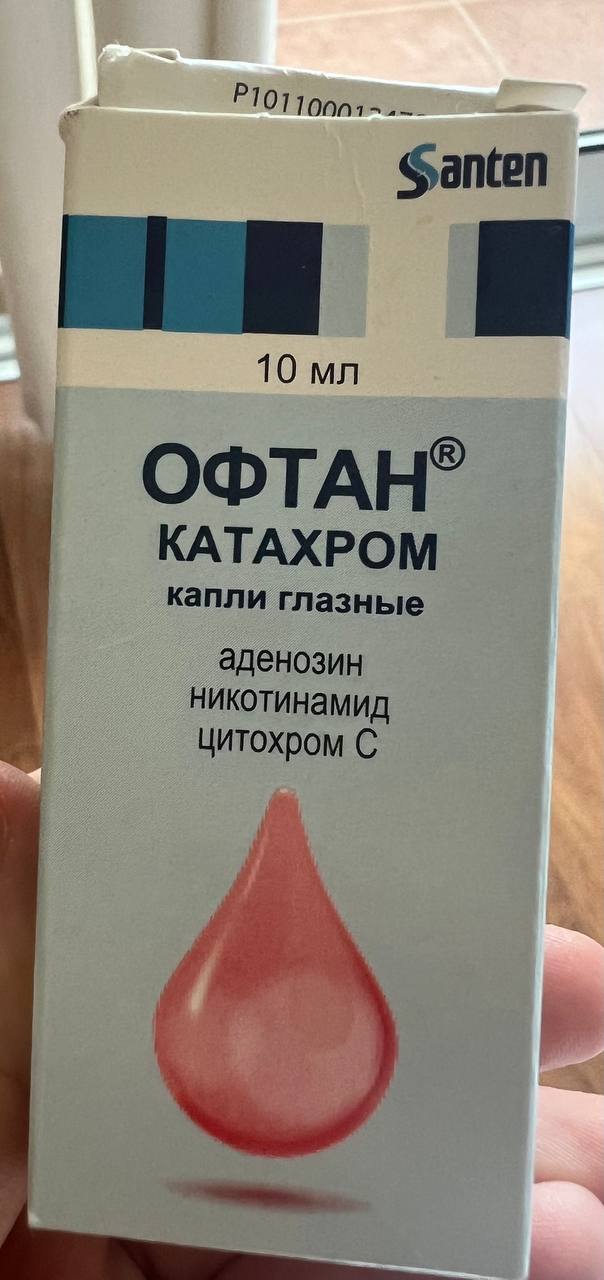 Santen
10 мл
ОФТАН®
КАТАХРОМ
капли глазные
аденозин
никотинамид
цитохром С